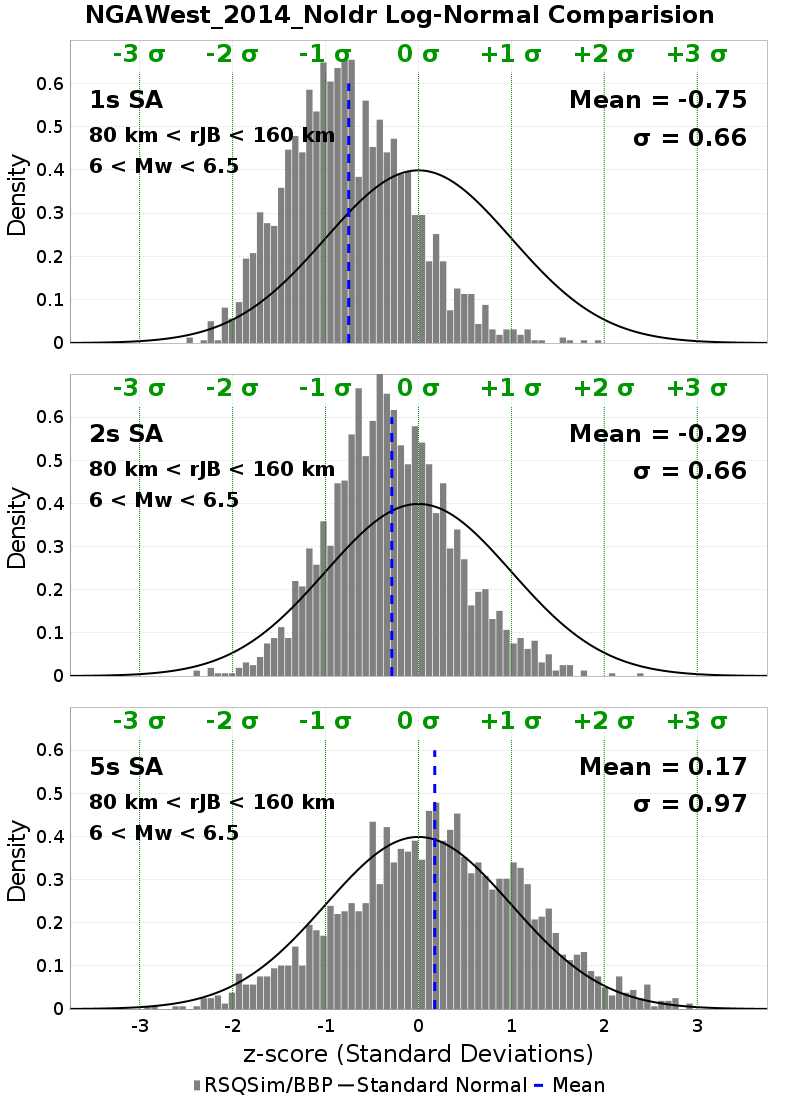 NGAWest_2014_NoIdr Log-Normal Comparision
-3 σ -2 σ -1 σ 0 σ +1 σ +2 σ +3 σ
1s SA
Mean = -0.75
80 km < rJB < 160 km
σ = 0.66
6 < Mw < 6.5
0.6
0.5
0.4
0.3
0.2
0.1
0
Density
-3 σ -2 σ -1 σ 0 σ +1 σ +2 σ +3 σ
2s SA
Mean = -0.29
80 km < rJB < 160 km
σ = 0.66
6 < Mw < 6.5
0.6
0.5
0.4
0.3
0.2
0.1
0
Density
-3 σ -2 σ -1 σ 0 σ +1 σ +2 σ +3 σ
5s SA
Mean = 0.17
80 km < rJB < 160 km
σ = 0.97
6 < Mw < 6.5
0.6
0.5
0.4
0.3
0.2
0.1
0
Density
-3 -2 -1 0 1 2 3
z-score (Standard Deviations)
RSQSim/BBP Standard Normal Mean